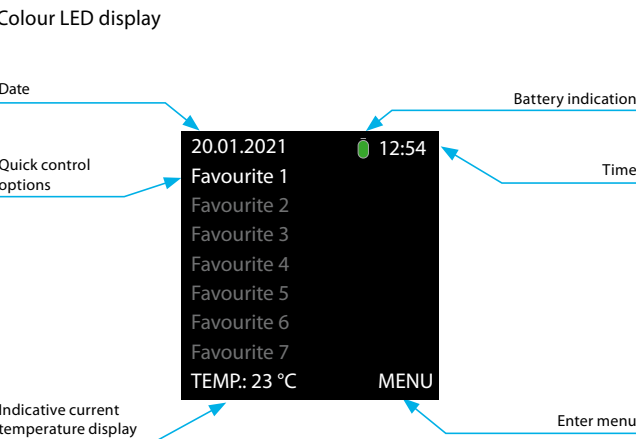 Colour LED display
Date
Battery indication
20.01.2021 12:54
Quick control
options
Time
Favourite 1
Favourite 2
Favourite 3
Favourite 4
Favourite 5
Favourite 6
Favourite 7
TEMP.: 23 °C MENU
Indicative current
temperature display
Enter menu